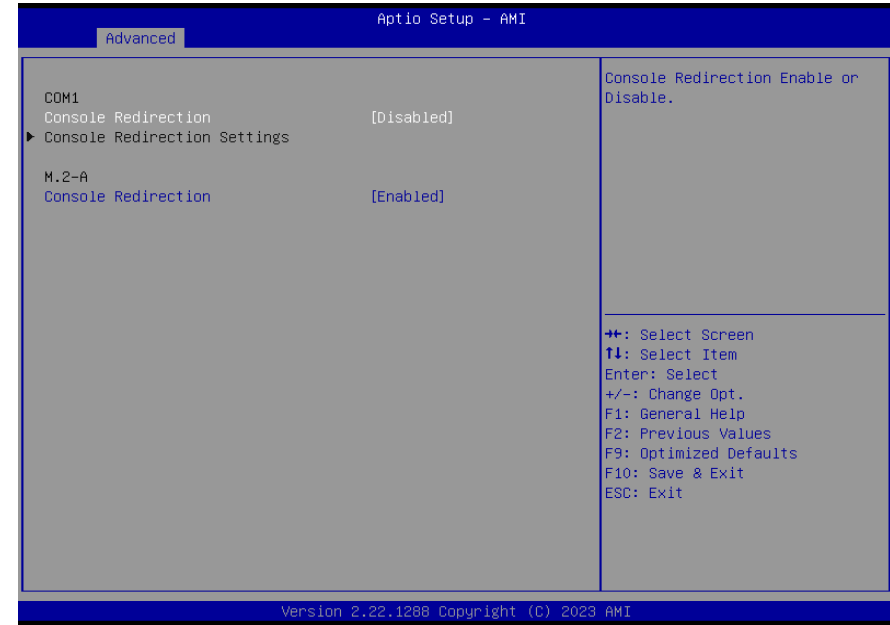 Aptio Setup – AMI
Advanced
COM1
Console Redirection [Disabled]
Console Redirection Settings
M.2-A
Console Redirection [Enabled]
Console Redirection Enable or
Disable.
→←: Select Screen
↑↓: Select Item
Enter: Select
+/-: Change Opt.
F1: General Help
F2: Previous Values
F9: Optimized Defaults
F10: Save & Exit
ESC: Exit
Version 2.22.1288 Copyright (C) 2023 AMI